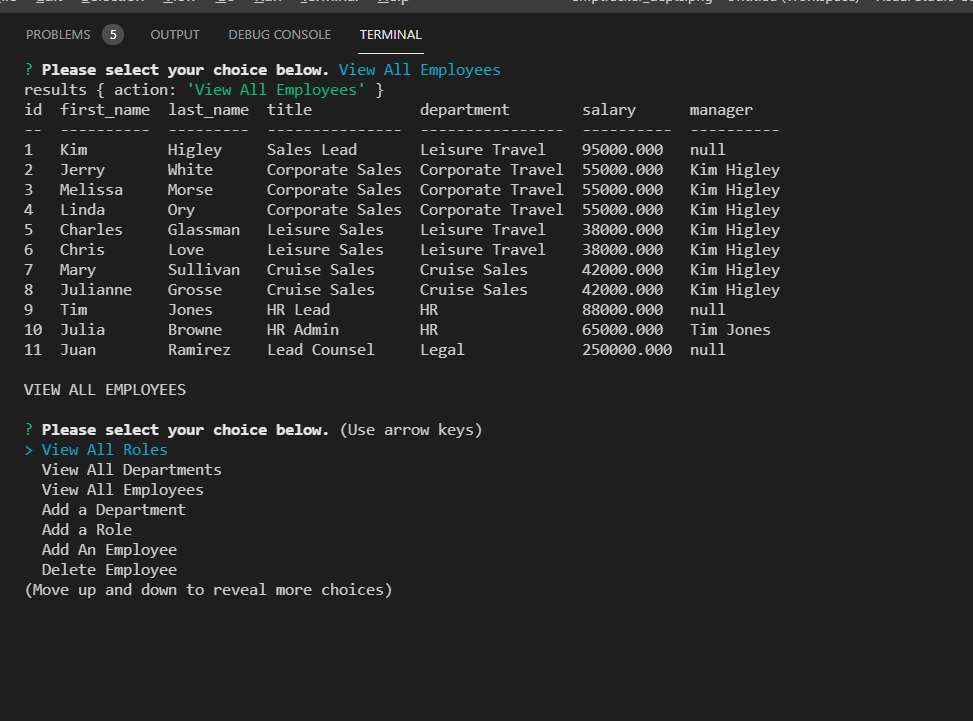 PROBLEMS 5 OUTPUT DEBUG CONSOLE TERMINAL
? Please select your choice below. View All Employees
results { action: 'View All Employees' }
id  first_name  last_name  title            department        salary      manager
--  ----------  ---------  ---------------  ----------------  ----------  ----------
1   Kim         Higley     Sales Lead       Leisure Travel    95000.000   null
2   Jerry       White      Corporate Sales  Corporate Travel  55000.000   Kim Higley
3   Melissa     Morse      Corporate Sales  Corporate Travel  55000.000   Kim Higley
4   Linda       Ory        Corporate Sales  Corporate Travel  55000.000   Kim Higley
5   Charles     Glassman   Leisure Sales    Leisure Travel    38000.000   Kim Higley
6   Chris       Love       Leisure Sales    Leisure Travel    38000.000   Kim Higley
7   Mary        Sullivan   Cruise Sales     Cruise Sales      42000.000   Kim Higley
8   Julianne    Grosse     Cruise Sales     Cruise Sales      42000.000   Kim Higley
9   Tim         Jones      HR Lead          HR                88000.000   null
10  Julia       Browne     HR Admin         HR                65000.000   Tim Jones
11  Juan        Ramirez    Lead Counsel     Legal             250000.000  null
VIEW ALL EMPLOYEES
? Please select your choice below. (Use arrow keys)
> View All Roles
View All Departments
View All Employees
Add a Department
Add a Role
Add An Employee
Delete Employee
(Move up and down to reveal more choices)